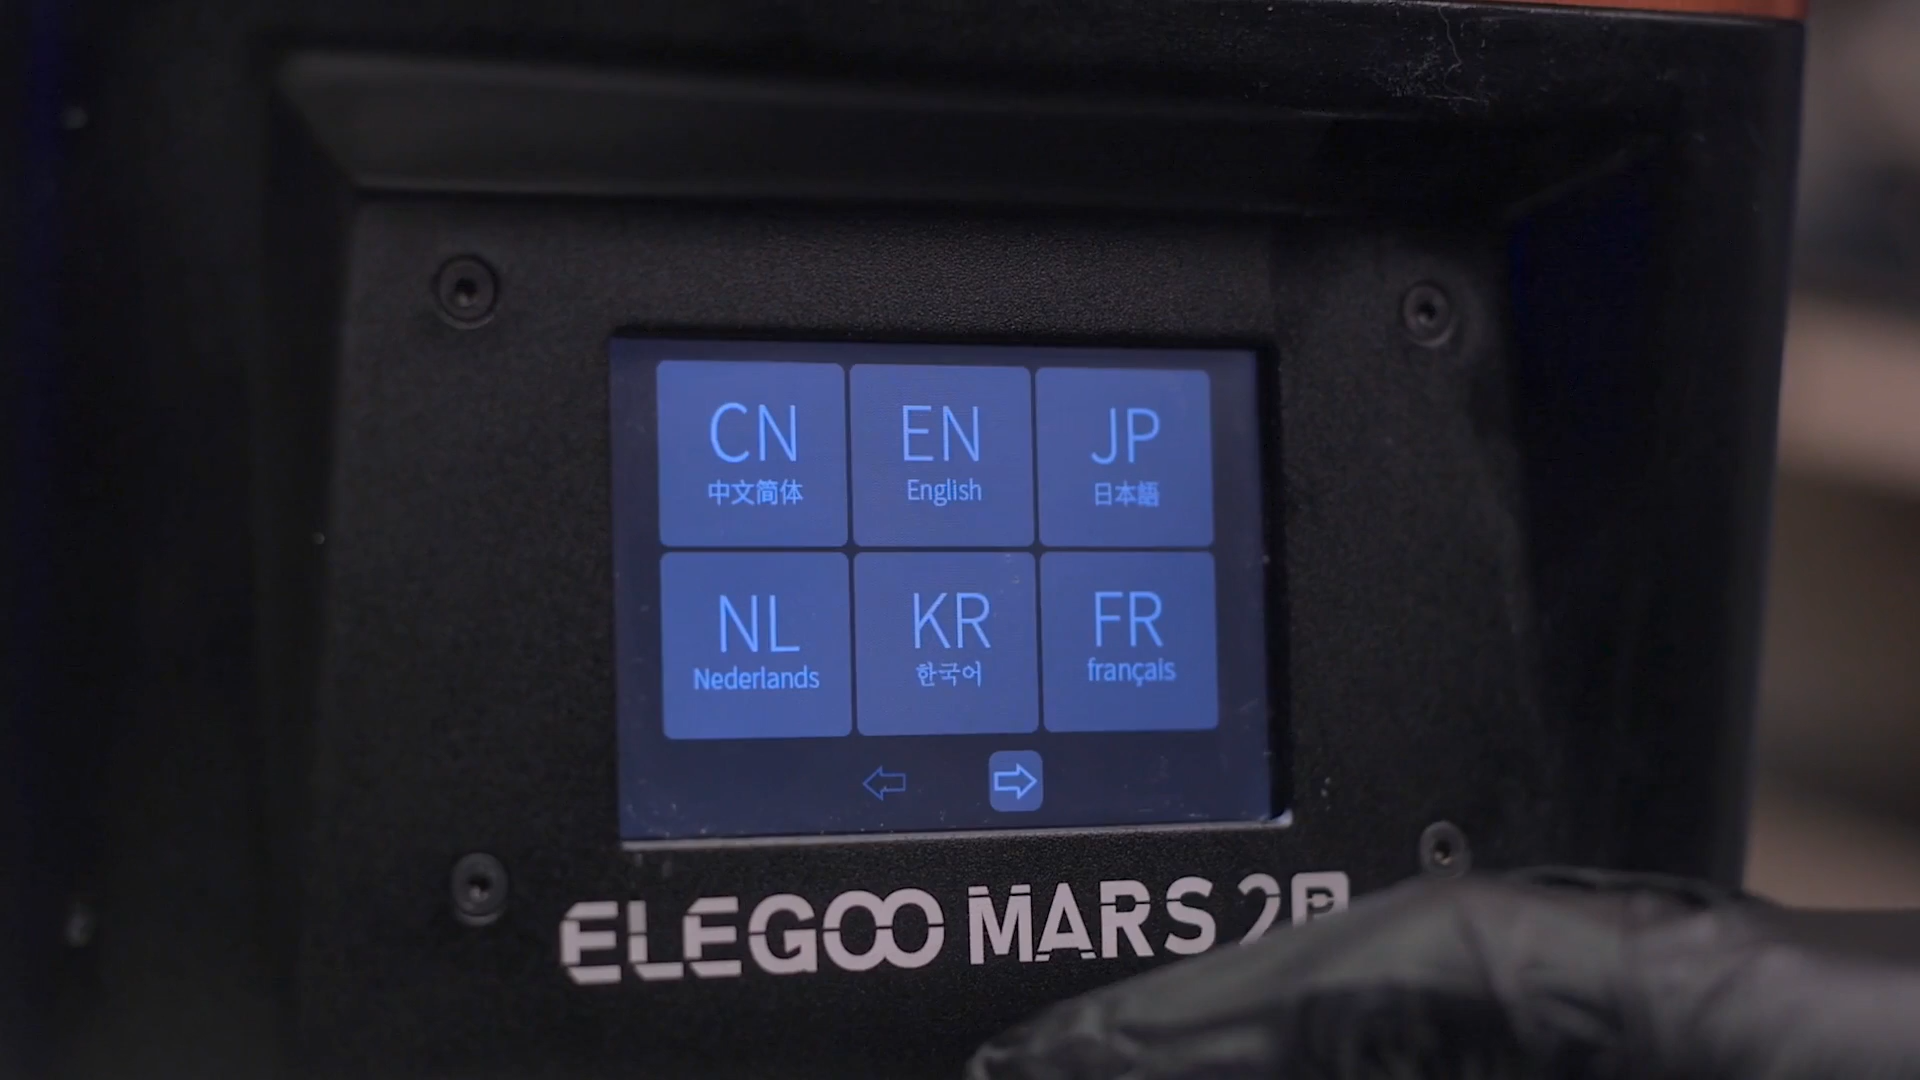 CN
中文简体
EN
English
JP
日本語
NL
Nederlands
KR
한국어
FR
français
ELEGOO MARS 2P